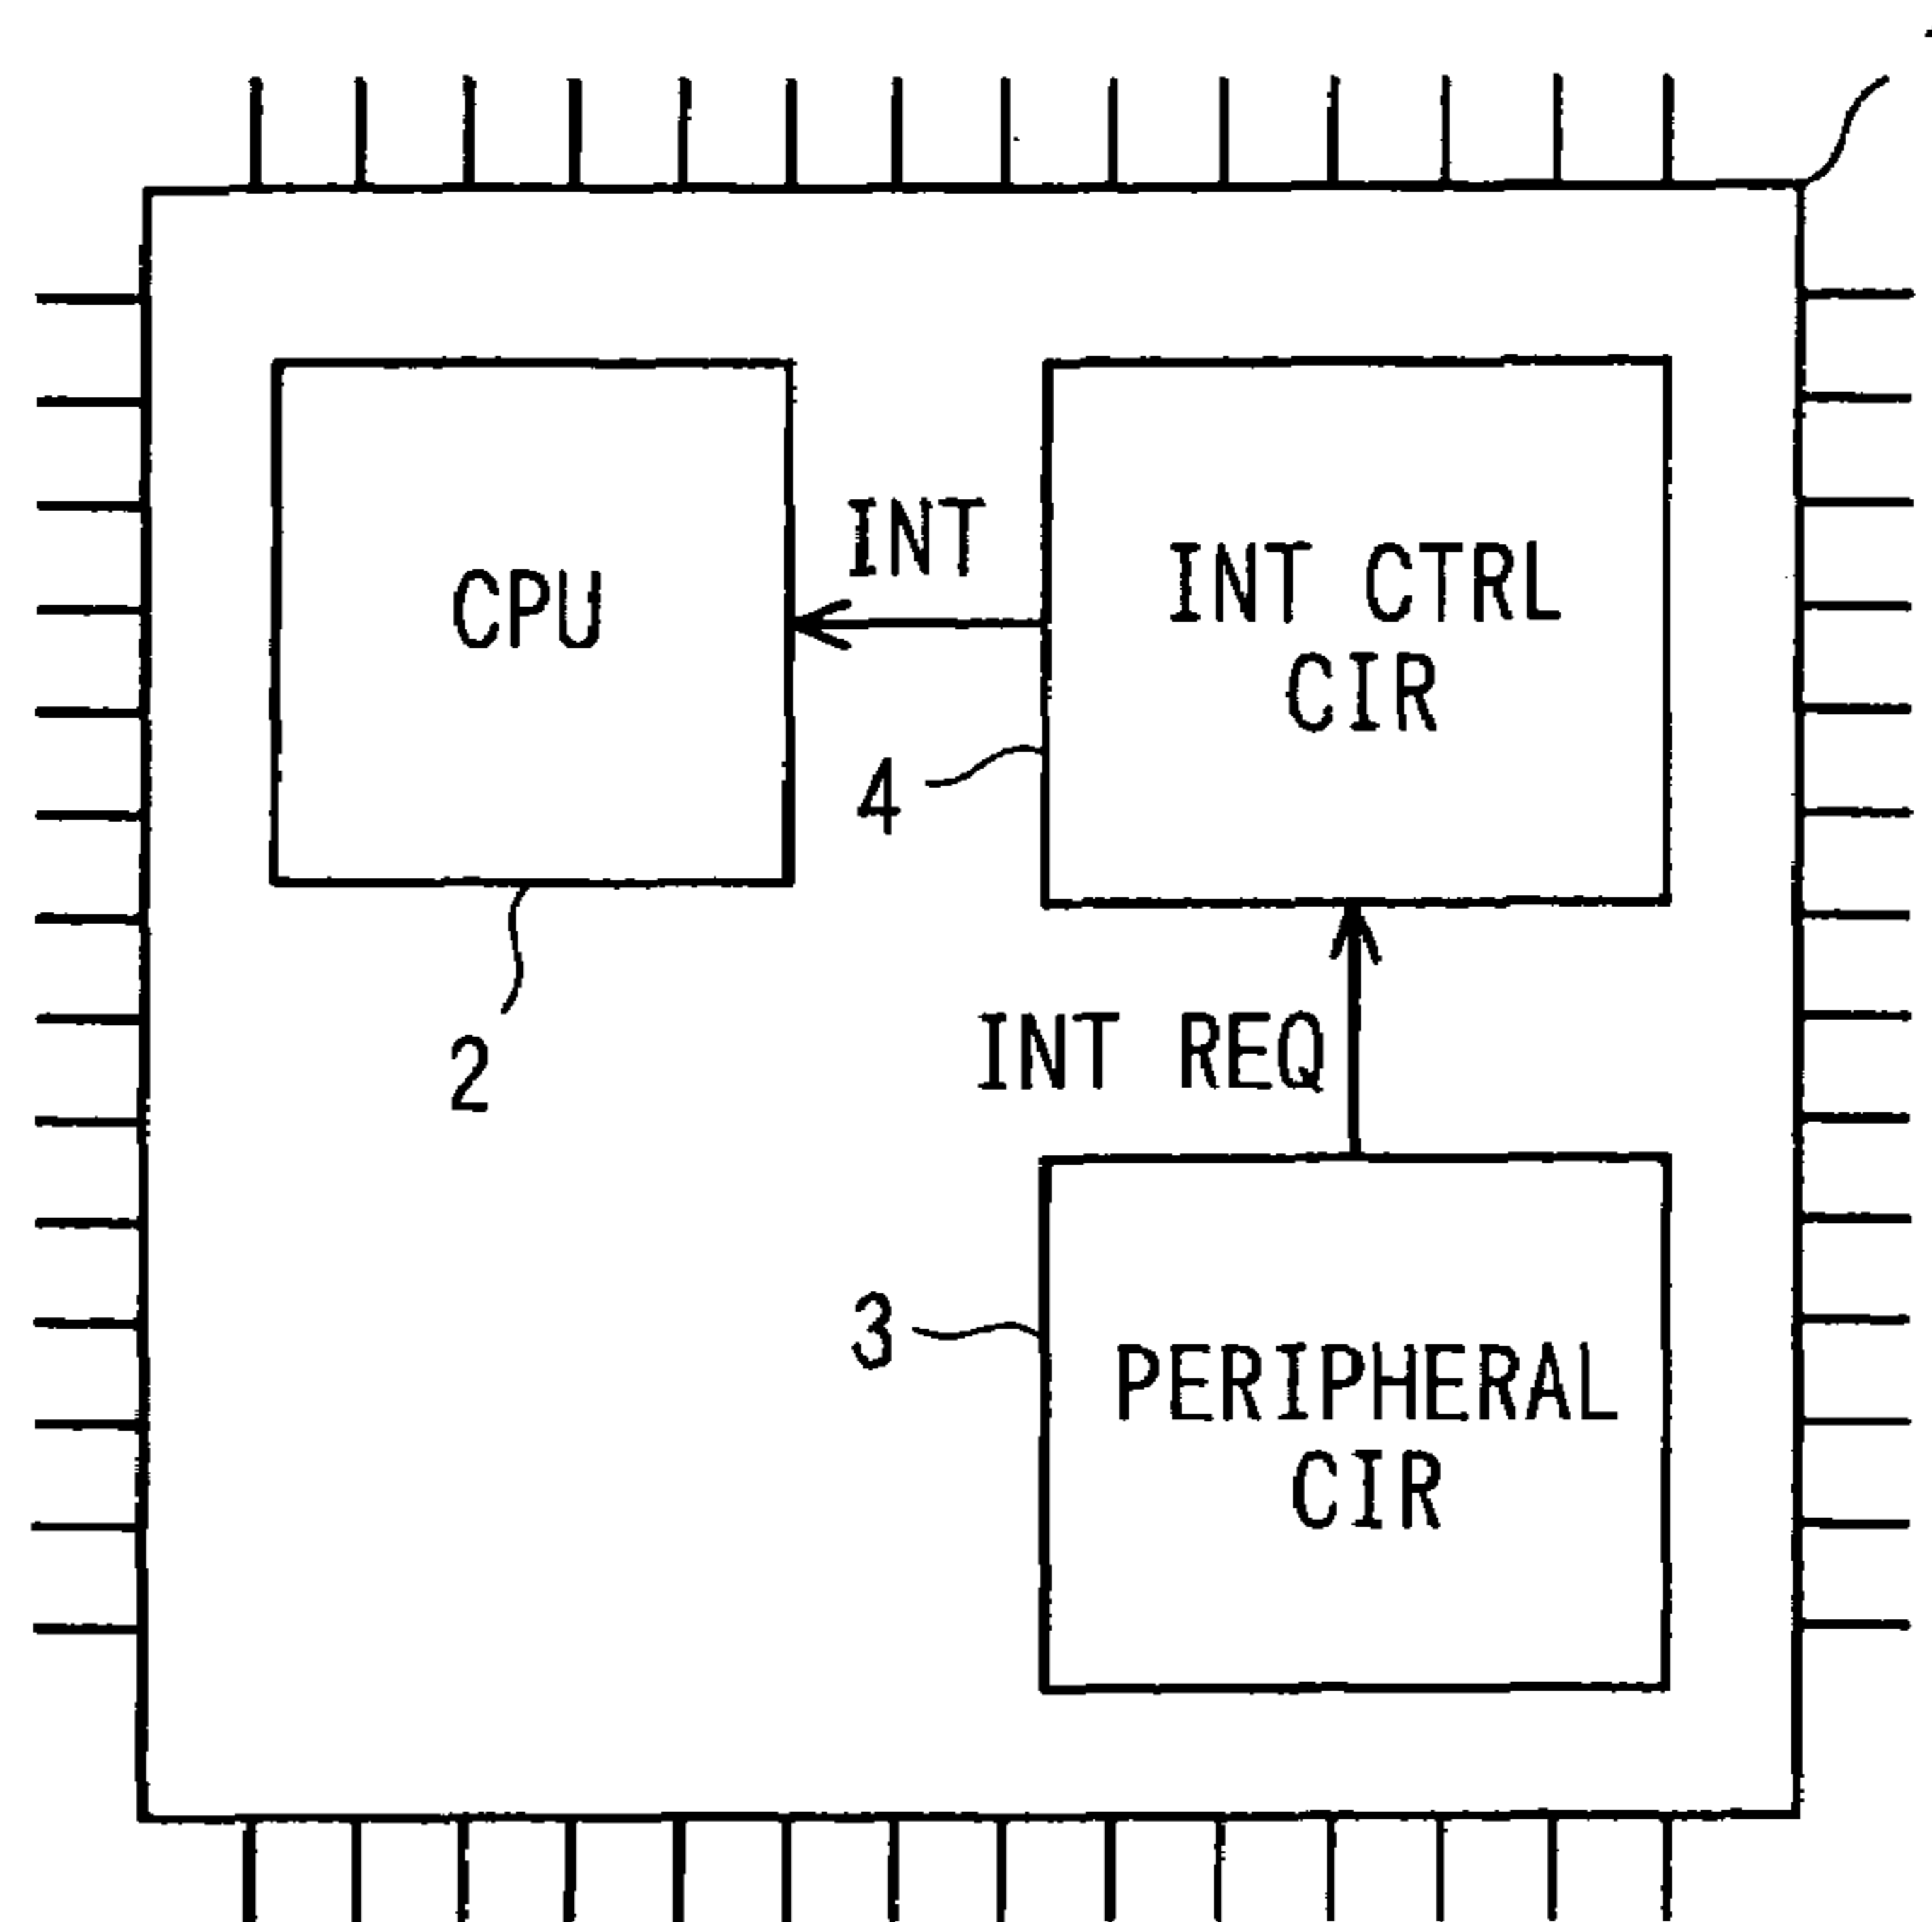 INT
CPU
INT CTRL
CIR
4
INT REQ
2
3
PERIPHERAL
CIR